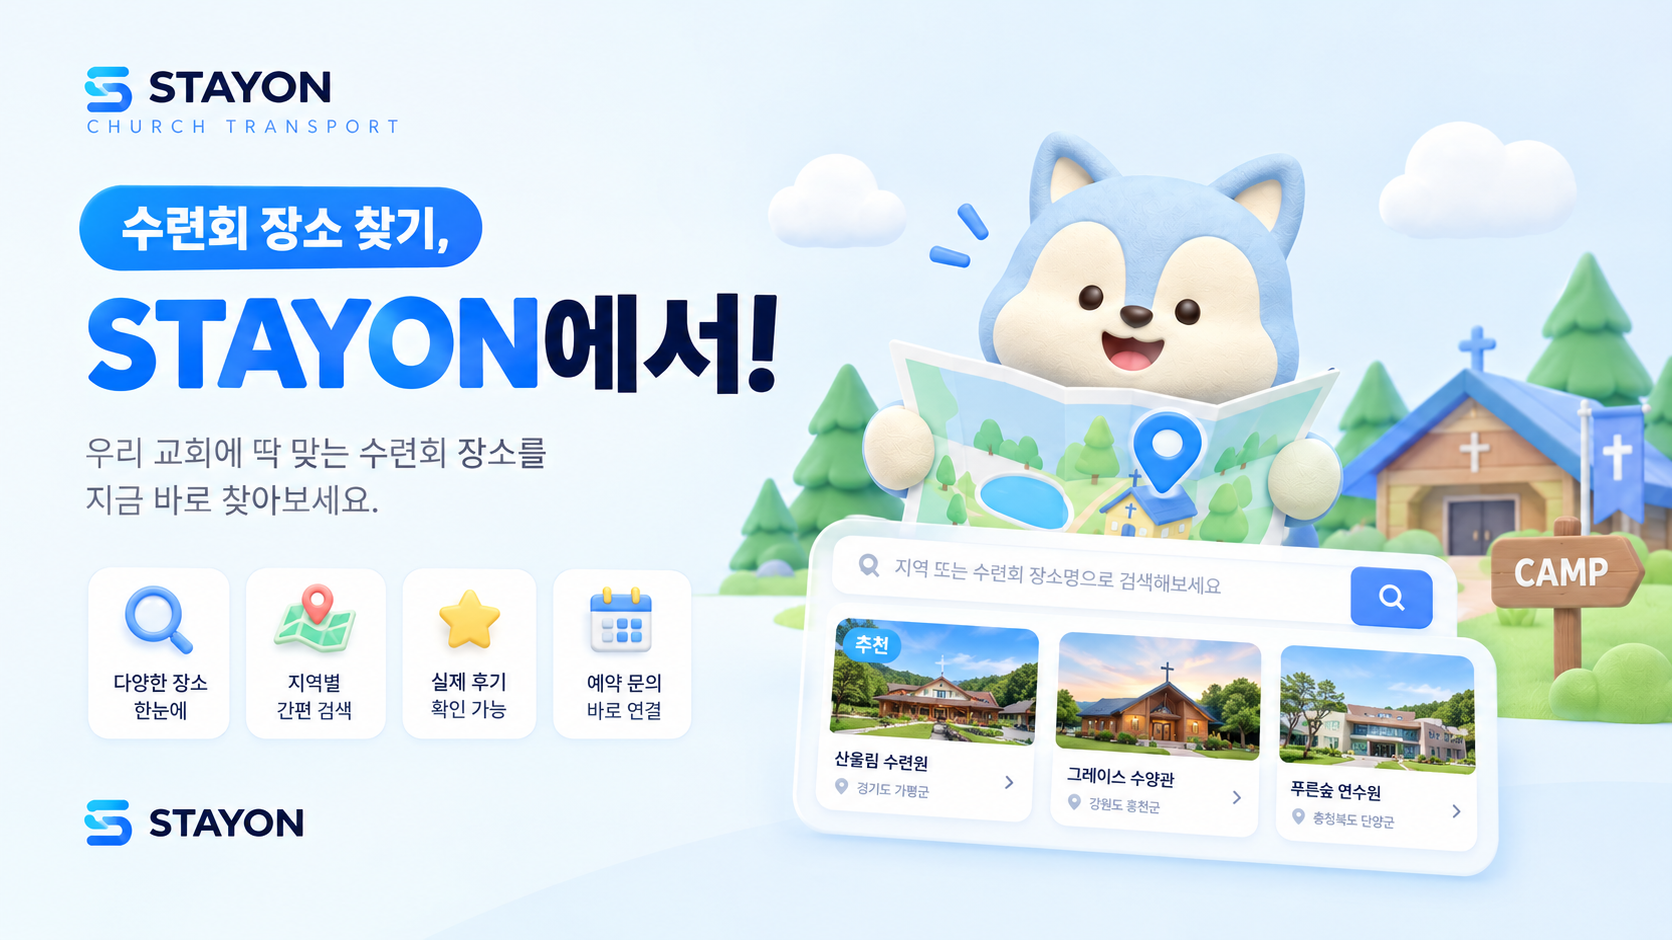 STAYON
CHURCH TRANSPORT
수련회 장소 찾기,
STAYON에서!
우리 교회에 딱 맞는 수련회 장소를
지금 바로 찾아보세요.
다양한 장소
한눈에
지역별
간편 검색
실제 후기
확인 가능
예약 문의
바로 연결
STAYON
지역 또는 수련회 장소명으로 검색해보세요
추천
산울림 수련원
경기도 가평군
그레이스 수양관
강원도 홍천군
푸른숲 연수원
충청북도 단양군
CAMP